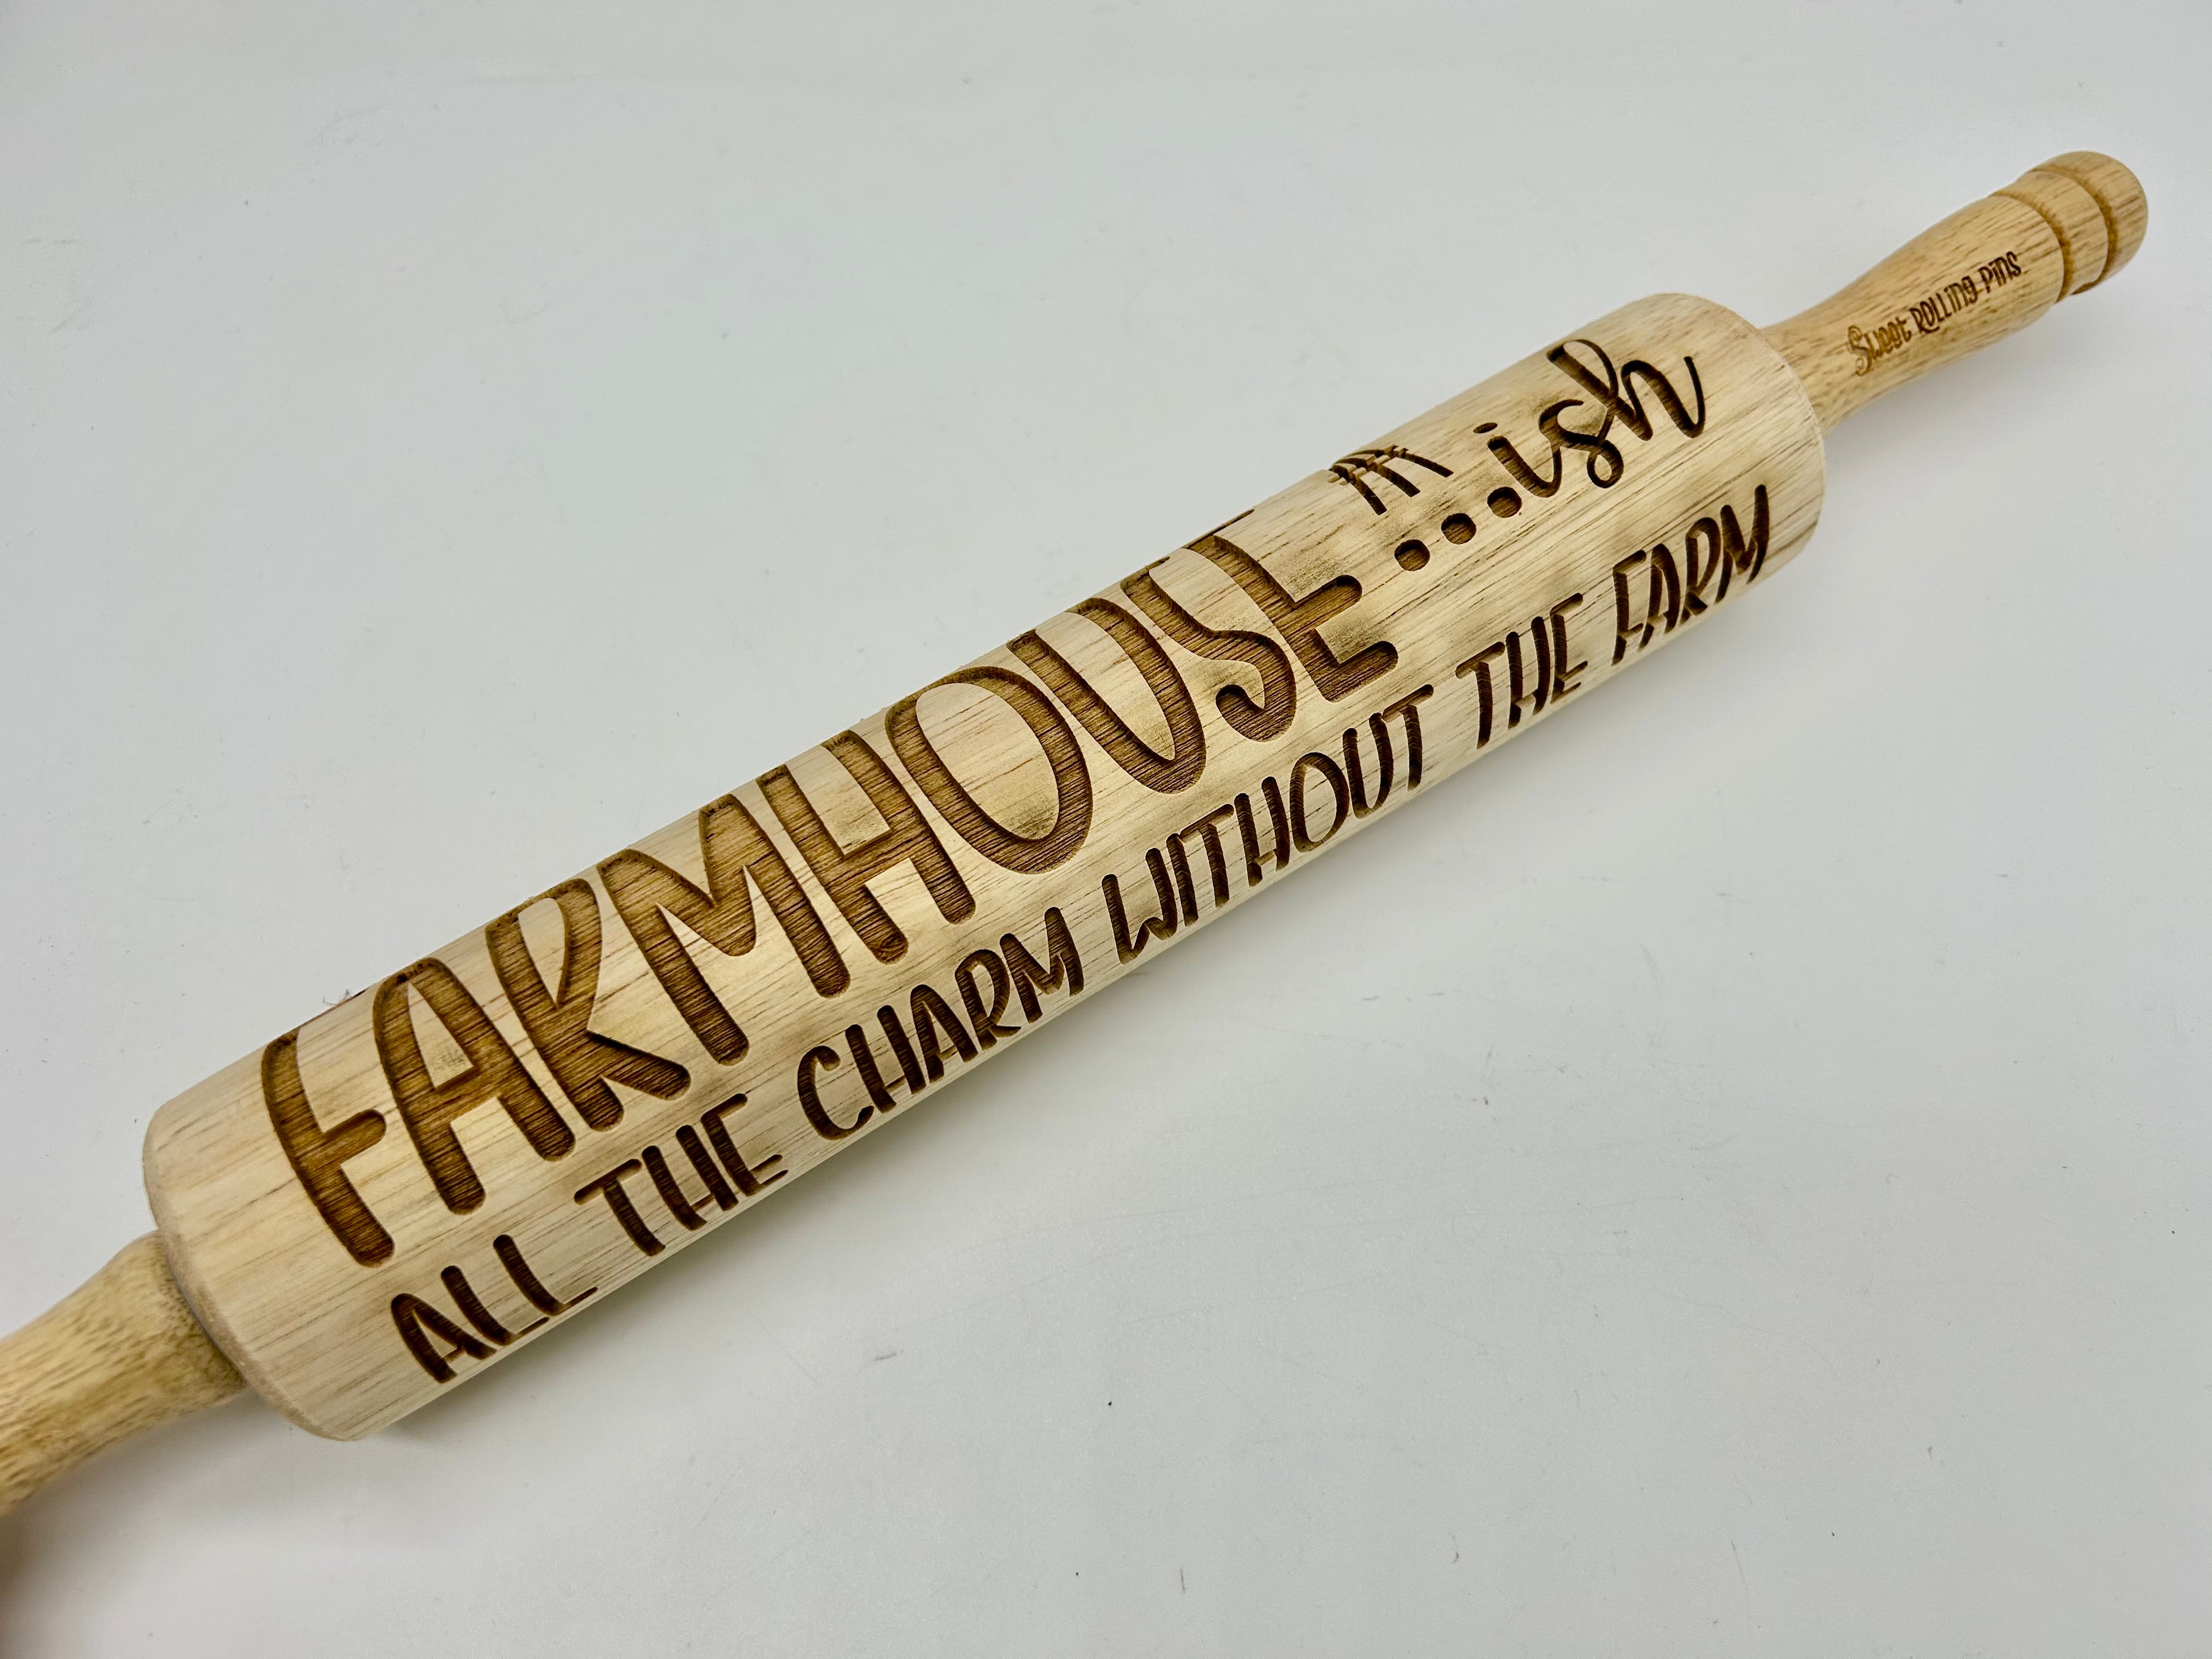 FARMHOUSE...ish
ALL THE CHARM WITHOUT THE FARM
Sweet ROLLING PINS